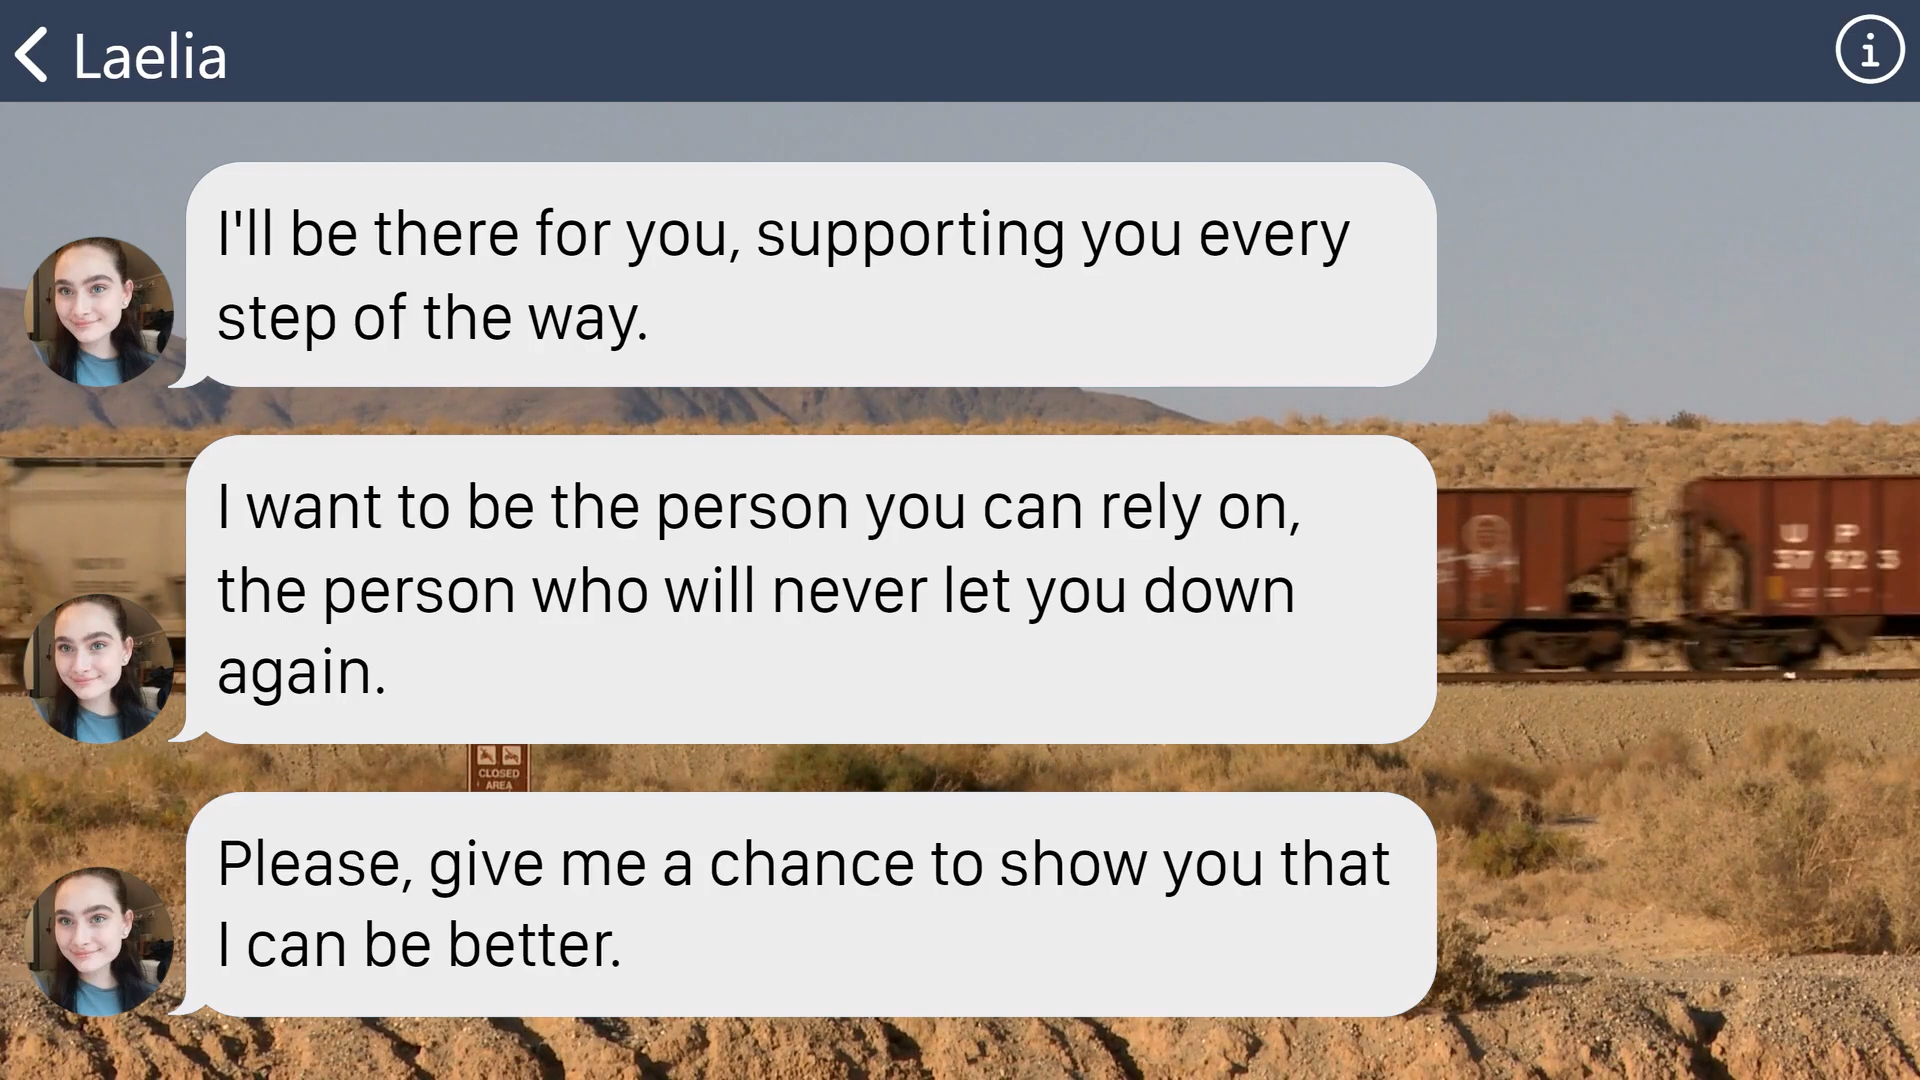 Laelia
I'll be there for you, supporting you every
step of the way.
I want to be the person you can rely on,
the person who will never let you down
again.
CLOSED
AREA
Please, give me a chance to show you that
I can be better.